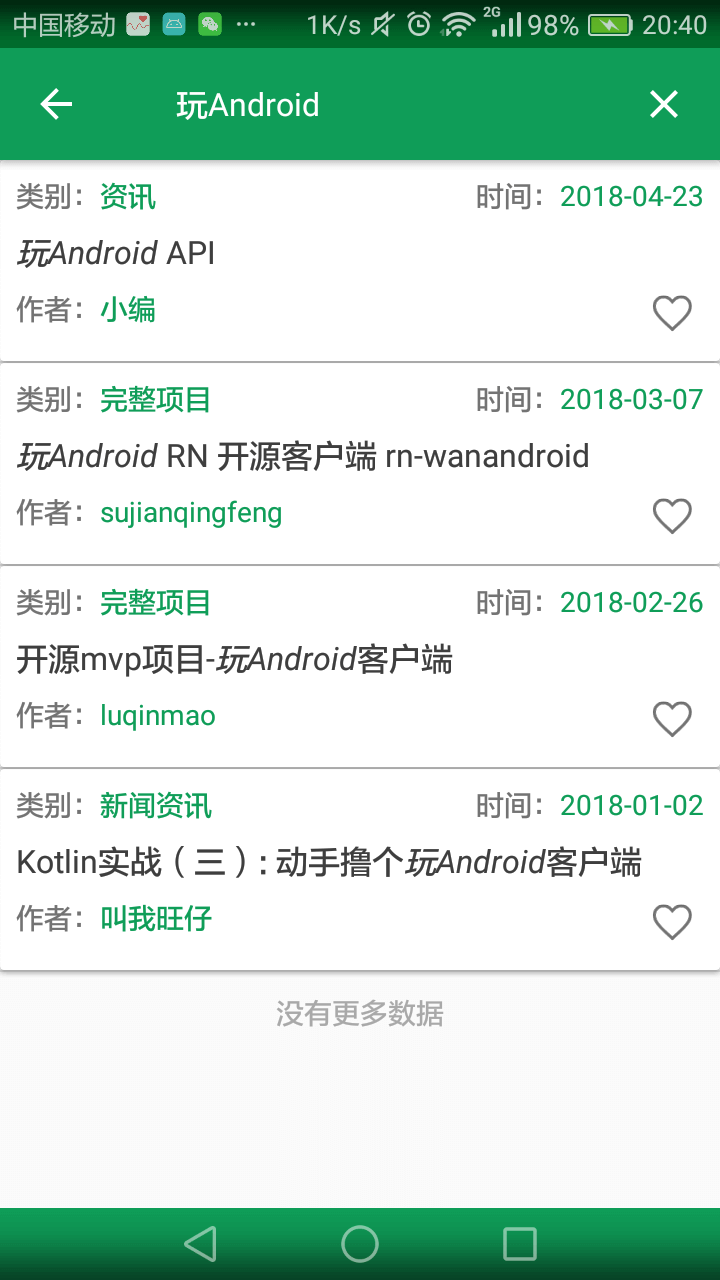 中国移动 ··· 1K/s 2G 98% 20:40
玩Android
类别：资讯 时间：2018-04-23
玩Android API
作者：小编
类别：完整项目 时间：2018-03-07
玩Android RN 开源客户端 rn-wanandroid
作者：sujianqingfeng
类别：完整项目 时间：2018-02-26
开源mvp项目-玩Android客户端
作者：luqinmao
类别：新闻资讯 时间：2018-01-02
Kotlin实战（三）: 动手撸个玩Android客户端
作者：叫我旺仔
没有更多数据